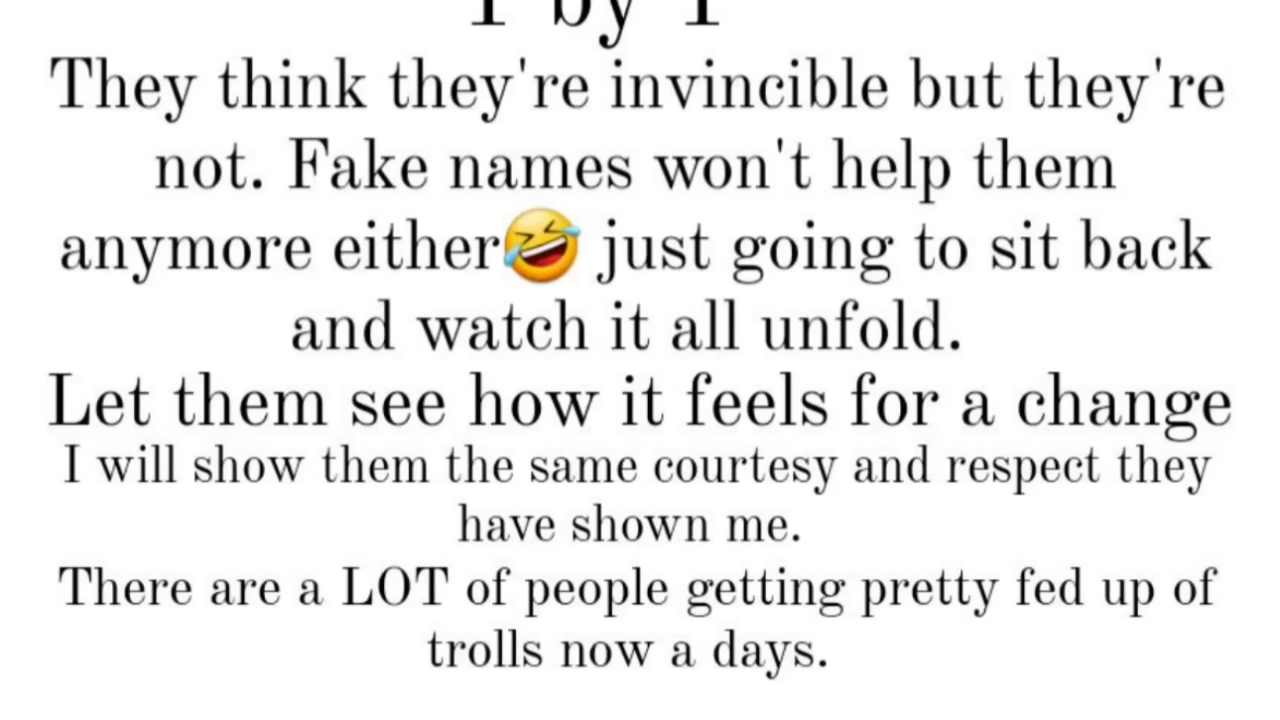 1 by 1
They think they're invincible but they're
not. Fake names won't help them
anymore either🤣 just going to sit back
and watch it all unfold.
Let them see how it feels for a change
I will show them the same courtesy and respect they
have shown me.
There are a LOT of people getting pretty fed up of
trolls now a days.